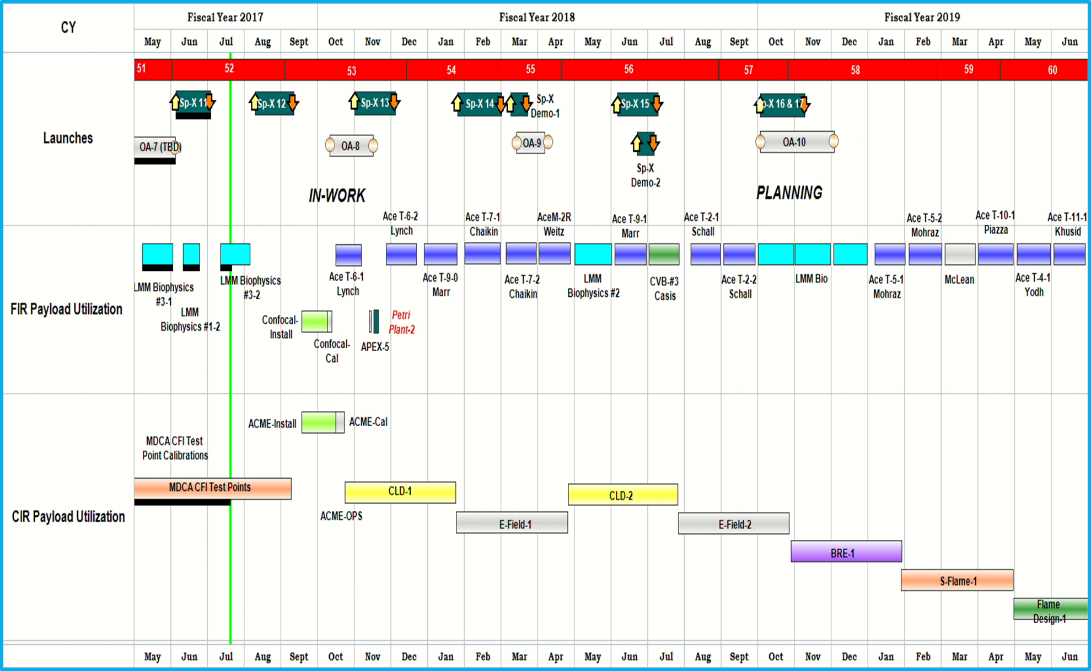 CY
Fiscal Year 2017
Fiscal Year 2018
Fiscal Year 2019
May Jun Jul Aug Sept Oct Nov Dec Jan Feb Mar Apr May Jun Jul Aug Sept Oct Nov Dec Jan Feb Mar Apr May Jun
51 52 53 54 55 56 57 58 59 60
Launches
Sp-X 11
Sp-X 12
Sp-X 13
Sp-X 14
Sp-X
Demo-1
Sp-X 15
p-X 16 & 17
OA-7 (TBD)
OA-8
OA-9
OA-10
Sp-X
Demo-2
IN-WORK
PLANNING
FIR Payload Utilization
Ace T-6-2
Lynch
Ace T-7-1
Chaikin
AceM-2R
Weitz
Ace T-9-1
Marr
Ace T-2-1
Schall
Ace T-5-2
Mohraz
Ace T-10-1
Piazza
Ace T-11-1
Khusid
LMM Biophysics
#3-1
LMM
Biophysics #1-2
LMM Biophysics
#3-2
Ace T-6-1
Lynch
Ace T-9-0
Marr
Ace T-7-2
Chaikin
LMM
Biophysics #2
CVB-#3
Casis
Ace T-2-2
Schall
LMM Bio
Ace T-5-1
Mohraz
McLean
Ace T-4-1
Yodh
Confocal-
Install
Confocal-
Cal
APEX-5
Petri
Plant-2
CIR Payload Utilization
ACME-Install
ACME-Cal
MDCA CFI Test
Point Calibrations
MDCA CFI Test Points
CLD-1
CLD-2
ACME-OPS
E-Field-1
E-Field-2
BRE-1
S-Flame-1
Flame
Design-1
May Jun Jul Aug Sept Oct Nov Dec Jan Feb Mar Apr May Jun Jul Aug Sept Oct Nov Dec Jan Feb Mar Apr May Jun